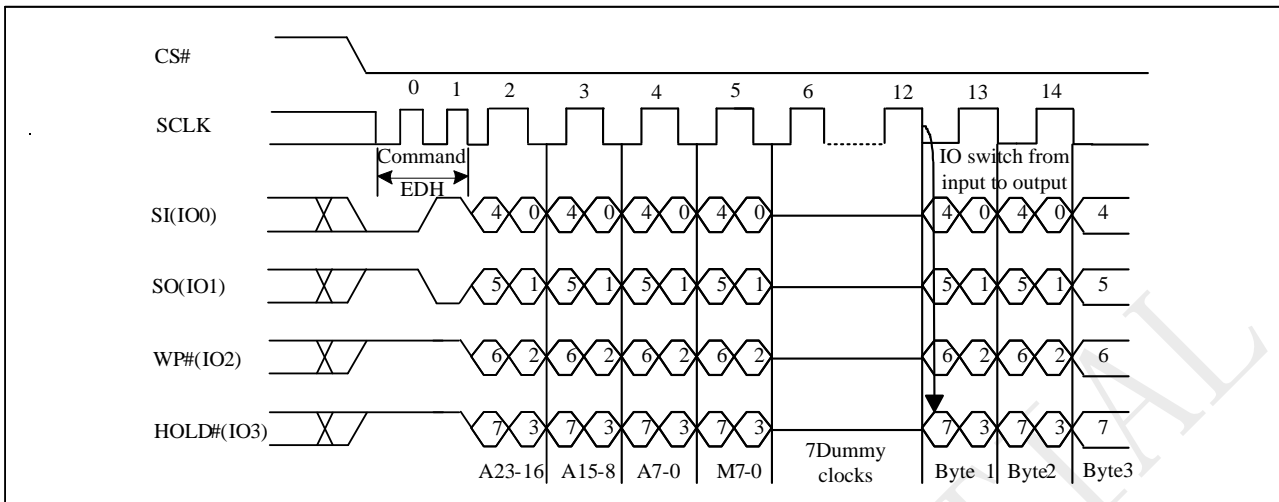 CS#
0 1 2 3 4 5 6 12 13 14
SCLK
Command
EDH
IO switch from
input to output
SI(IO0) 4 0 4 0 4 0 4 0 4 0 4 0 4
SO(IO1) 5 1 5 1 5 1 5 1 5 1 5 1 5
WP#(IO2) 6 2 6 2 6 2 6 2 6 2 6 2 6
HOLD#(IO3) 7 3 7 3 7 3 7 3 7 3 7 3 7
A23-16 A15-8 A7-0 M7-0 7Dummy
clocks Byte 1 Byte2 Byte3